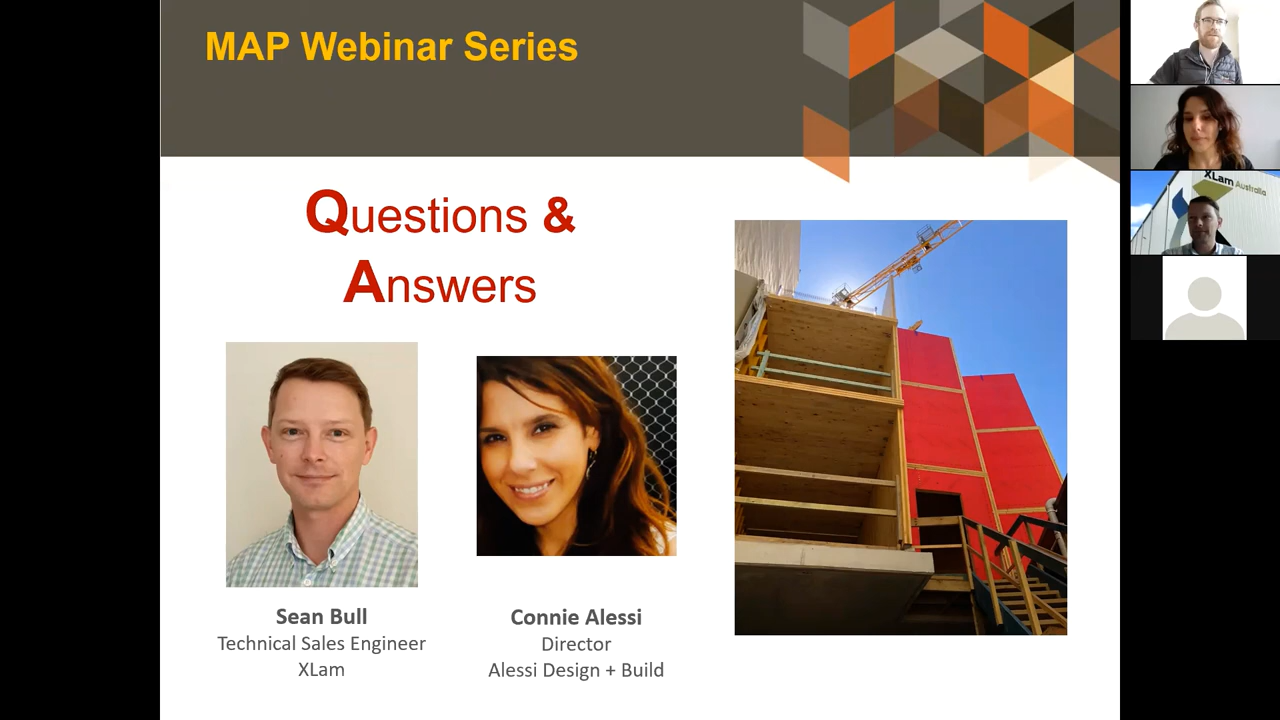 MAP Webinar Series
Questions &
Answers
Sean Bull
Technical Sales Engineer
XLam
Connie Alessi
Director
Alessi Design + Build
XLam Australia